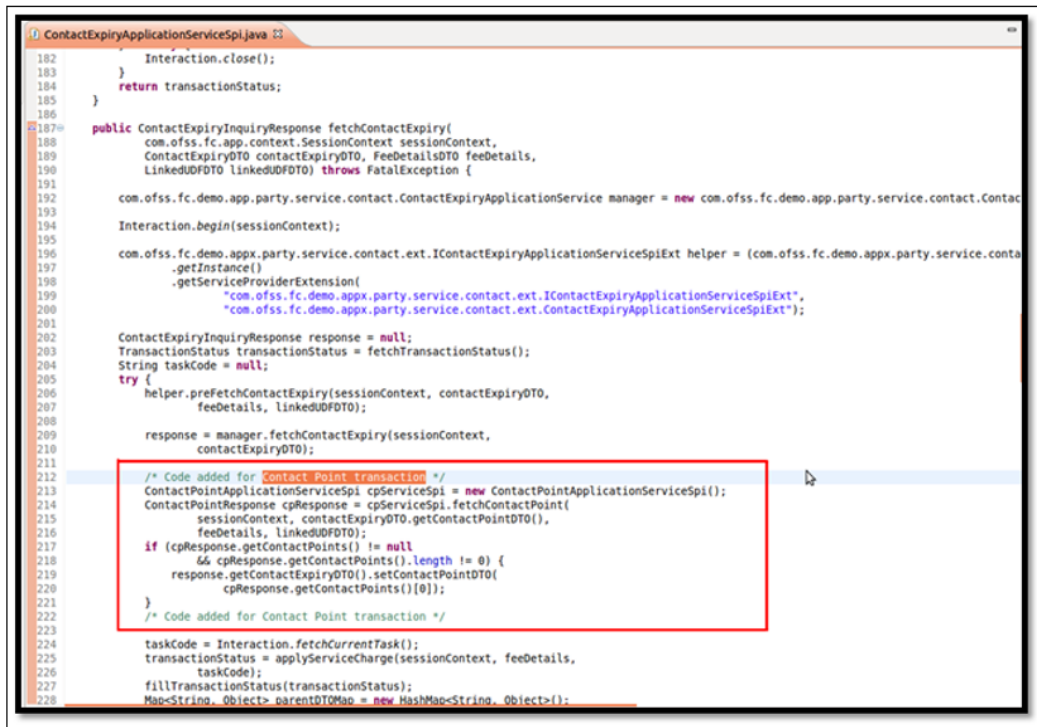 ContactExpiryApplicationServiceSpi.java
182 Interaction.close();
183 }
184 return transactionStatus;
185 }
186
187 public ContactExpiryInquiryResponse fetchContactExpiry(
188 com.ofss.fc.app.context.SessionContext sessionContext,
189 ContactExpiryDTO contactExpiryDTO, FeeDetailsDTO feeDetails,
190 LinkedUDFDTO linkedUDFDTO) throws FatalException {
191
192 com.ofss.fc.demo.app.party.service.contact.ContactExpiryApplicationService manager = new com.ofss.fc.demo.app.party.service.contact.Contac
193
194 Interaction.begin(sessionContext);
195
196 com.ofss.fc.demo.appx.party.service.contact.ext.IContactExpiryApplicationServiceSpiExt helper = (com.ofss.fc.demo.appx.party.service.conta
197 .getInstance()
198 .getServiceProviderExtension(
199 "com.ofss.fc.demo.appx.party.service.contact.ext.IContactExpiryApplicationServiceSpiExt",
200 "com.ofss.fc.demo.appx.party.service.contact.ext.ContactExpiryApplicationServiceSpiExt");
201
202 ContactExpiryInquiryResponse response = null;
203 TransactionStatus transactionStatus = fetchTransactionStatus();
204 String taskCode = null;
205 try {
206 helper.preFetchContactExpiry(sessionContext, contactExpiryDTO,
207 feeDetails, linkedUDFDTO);
208
209 response = manager.fetchContactExpiry(sessionContext,
210 contactExpiryDTO);
211
212 /* Code added for Contact Point transaction */
213 ContactPointApplicationServiceSpi cpServiceSpi = new ContactPointApplicationServiceSpi();
214 ContactPointResponse cpResponse = cpServiceSpi.fetchContactPoint(
215 sessionContext, contactExpiryDTO.getContactPointDTO(),
216 feeDetails, linkedUDFDTO);
217 if (cpResponse.getContactPoints() != null
218 && cpResponse.getContactPoints().length != 0) {
219 response.getContactExpiryDTO().setContactPointDTO(
220 cpResponse.getContactPoints()[0]);
221 }
222 /* Code added for Contact Point transaction */
223
224 taskCode = Interaction.fetchCurrentTask();
225 transactionStatus = applyServiceCharge(sessionContext, feeDetails,
226 taskCode);
227 fillTransactionStatus(transactionStatus);
228 Map<String, Object> parentDTOMap = new HashMap<String, Object>();